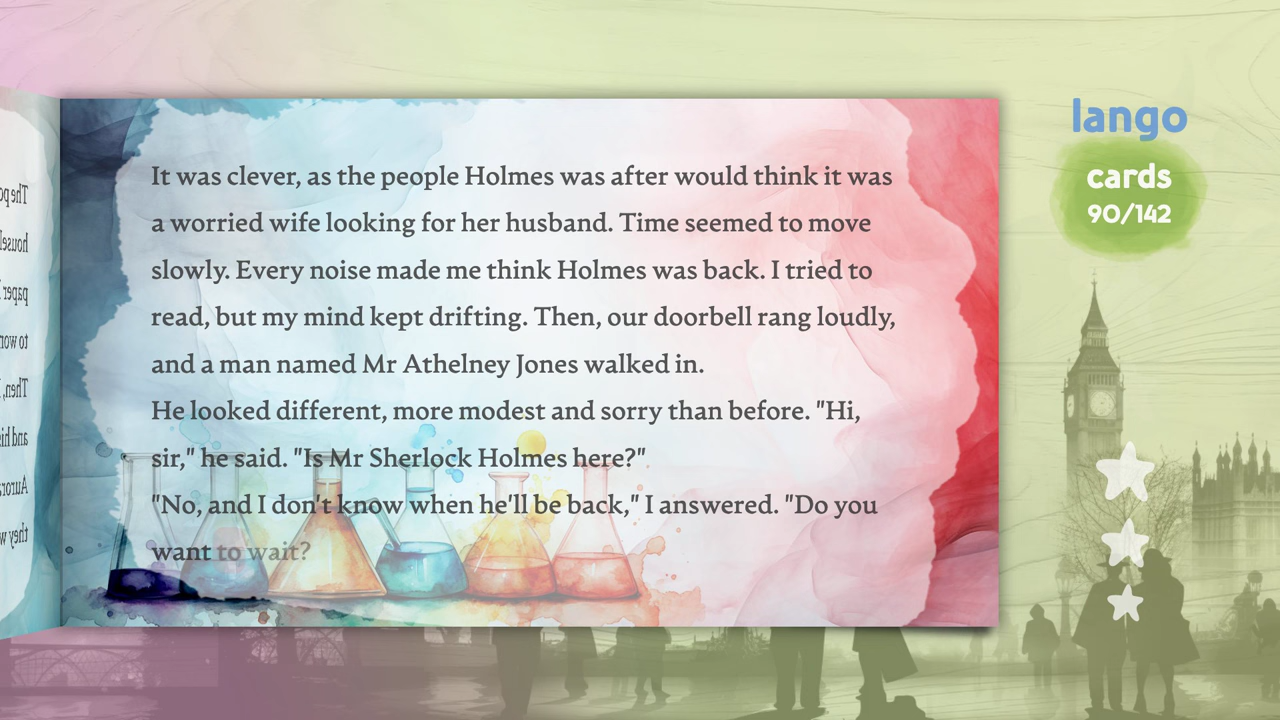 It was clever, as the people Holmes was after would think it was
a worried wife looking for her husband. Time seemed to move
slowly. Every noise made me think Holmes was back. I tried to
read, but my mind kept drifting. Then, our doorbell rang loudly,
and a man named Mr Athelney Jones walked in.
He looked different, more modest and sorry than before. "Hi,
sir," he said. "Is Mr Sherlock Holmes here?"
"No, and I don't know when he'll be back," I answered. "Do you
want to wait?
lango
cards
90/142